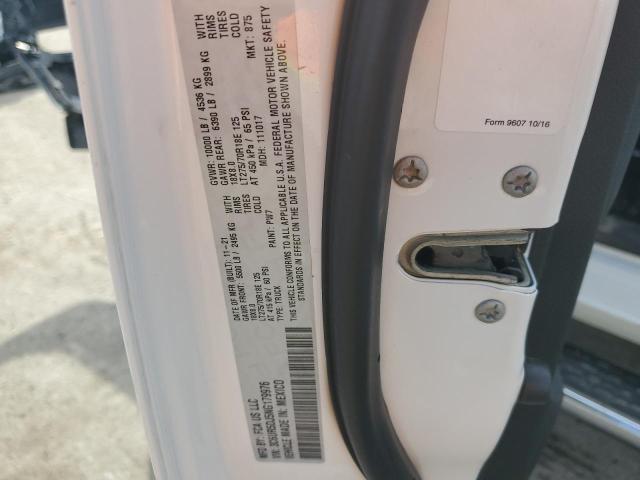 MFD BY: FCA US LLC
DATE OF MFR (BUILT): 11-21
GVWR: 10000 LB / 4536 KG
GAWR FRONT: 5500 LB / 2495 KG WITH
GAWR REAR: 6390 LB / 2899 KG WITH
18X8.0 RIMS
18X8.0 RIMS
LT275/70R18E 125 TIRES
LT275/70R18E 125 TIRES
AT 415 kPa / 60 PSI COLD
AT 450 kPa / 65 PSI COLD
THIS VEHICLE CONFORMS TO ALL APPLICABLE U.S.A. FEDERAL MOTOR VEHICLE SAFETY
STANDARDS IN EFFECT ON THE DATE OF MANUFACTURE SHOWN ABOVE.
TYPE: TRUCK PAINT: PW7 MDH: 111017 MKT: 875
VEHICLE MADE IN: MEXICO
Form 9607 10/16